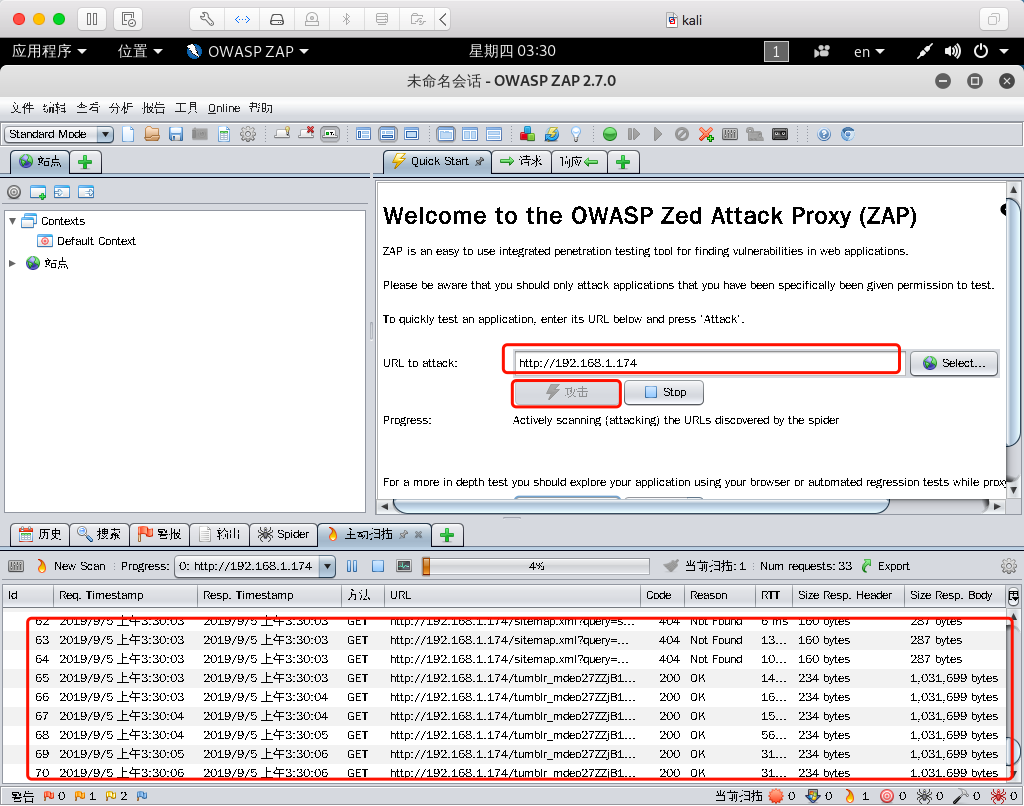 kali
应用程序 位置 OWASP ZAP 星期四 03:30 1 en
未命名会话 - OWASP ZAP 2.7.0
文件 编辑 查看 分析 报告 工具 Online 帮助
Standard Mode
站点 Quick Start 请求 响应
Contexts
Default Context
站点
Welcome to the OWASP Zed Attack Proxy (ZAP)
ZAP is an easy to use integrated penetration testing tool for finding vulnerabilities in web applications.
Please be aware that you should only attack applications that you have been specifically been given permission to test.
To quickly test an application, enter its URL below and press 'Attack'.
URL to attack: http://192.168.1.174 Select...
攻击 Stop
Progress: Actively scanning (attacking) the URLs discovered by the spider
For a more in depth test you should explore your application using your browser or automated regression tests while proxy
历史 搜索 警报 输出 Spider 主动扫描
New Scan Progress: 0: http://192.168.1.174 4% 当前扫描: 1 Num requests: 33 Export
Id Req. Timestamp Resp. Timestamp 方法 URL Code Reason RTT Size Resp. Header Size Resp. Body
62 2019/9/5 上午3:30:03 2019/9/5 上午3:30:03 GET http://192.168.1.174/sitemap.xml?query=s... 404 Not Found 6 ms 160 bytes 287 bytes
63 2019/9/5 上午3:30:03 2019/9/5 上午3:30:03 GET http://192.168.1.174/sitemap.xml?query=... 404 Not Found 13... 160 bytes 287 bytes
64 2019/9/5 上午3:30:03 2019/9/5 上午3:30:03 GET http://192.168.1.174/sitemap.xml?query=... 404 Not Found 10... 160 bytes 287 bytes
65 2019/9/5 上午3:30:03 2019/9/5 上午3:30:03 GET http://192.168.1.174/tumblr_mdeo27ZZjB1... 200 OK 14... 234 bytes 1,031,699 bytes
66 2019/9/5 上午3:30:03 2019/9/5 上午3:30:04 GET http://192.168.1.174/tumblr_mdeo27ZZjB1... 200 OK 16... 234 bytes 1,031,699 bytes
67 2019/9/5 上午3:30:04 2019/9/5 上午3:30:04 GET http://192.168.1.174/tumblr_mdeo27ZZjB1... 200 OK 15... 234 bytes 1,031,699 bytes
68 2019/9/5 上午3:30:04 2019/9/5 上午3:30:04 GET http://192.168.1.174/tumblr_mdeo27ZZjB1... 200 OK 56... 234 bytes 1,031,699 bytes
69 2019/9/5 上午3:30:05 2019/9/5 上午3:30:05 GET http://192.168.1.174/tumblr_mdeo27ZZjB1... 200 OK 31... 234 bytes 1,031,699 bytes
70 2019/9/5 上午3:30:06 2019/9/5 上午3:30:06 GET http://192.168.1.174/tumblr_mdeo27ZZjB1... 200 OK 31... 234 bytes 1,031,699 bytes
警告 0 1 2 当前扫描 0 0 1 0 0 0 0